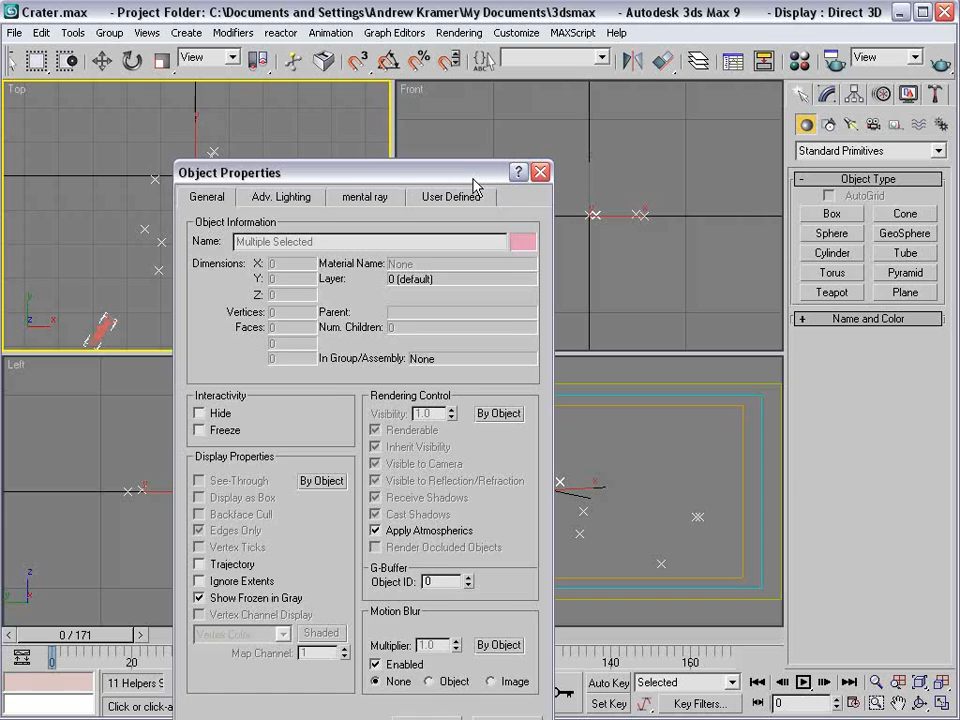 Crater.max - Project Folder: C:\Documents and Settings\Andrew Kramer\My Documents\3dsmax - Autodesk 3ds Max 9 - Display : Direct 3D
File Edit Tools Group Views Create Modifiers reactor Animation Graph Editors Rendering Customize MAXScript Help
View View
Top Front
Left
Standard Primitives
Object Type
AutoGrid
Box Cone
Sphere GeoSphere
Cylinder Tube
Torus Pyramid
Teapot Plane
Name and Color
Object Properties
General Adv. Lighting mental ray User Defined
Object Information
Name: Multiple Selected
Dimensions: X: 0 Material Name: None
Y: 0 Layer: 0 (default)
Z: 0
Vertices: 0 Parent:
Faces: 0 Num. Children: 0
0
0 In Group/Assembly: None
Interactivity
Hide
Freeze
Display Properties
See-Through By Object
Display as Box
Backface Cull
Edges Only
Vertex Ticks
Trajectory
Ignore Extents
Show Frozen in Gray
Vertex Channel Display
Vertex Color Shaded
Map Channel: 1
Rendering Control
Visibility: 1.0 By Object
Renderable
Inherit Visibility
Visible to Camera
Visible to Reflection/Refraction
Receive Shadows
Cast Shadows
Apply Atmospherics
Render Occluded Objects
G-Buffer
Object ID: 0
Motion Blur
Multiplier: 1.0 By Object
Enabled
None Object Image
x
y
z x
x
z
y
x
< 0 / 171 >
0 20 140 160
11 Helpers S
Click or click-a
Auto Key Selected
Set Key Key Filters... 0